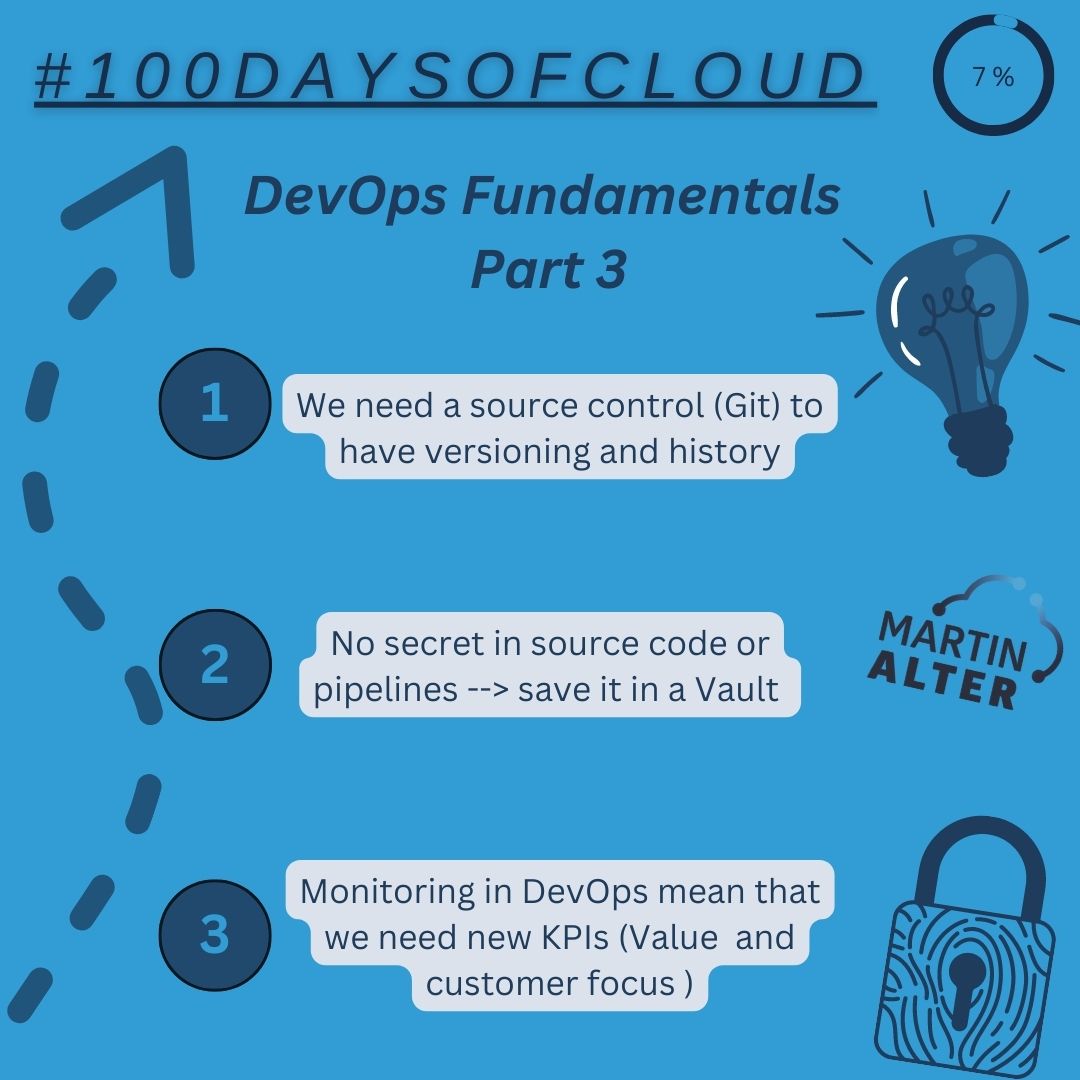 #100DAYSOFCLOUD
7 %
DevOps Fundamentals
Part 3
1
We need a source control (Git) to
have versioning and history
2
No secret in source code or
pipelines --> save it in a Vault
MARTIN
ALTER
3
Monitoring in DevOps mean that
we need new KPIs (Value  and
customer focus )